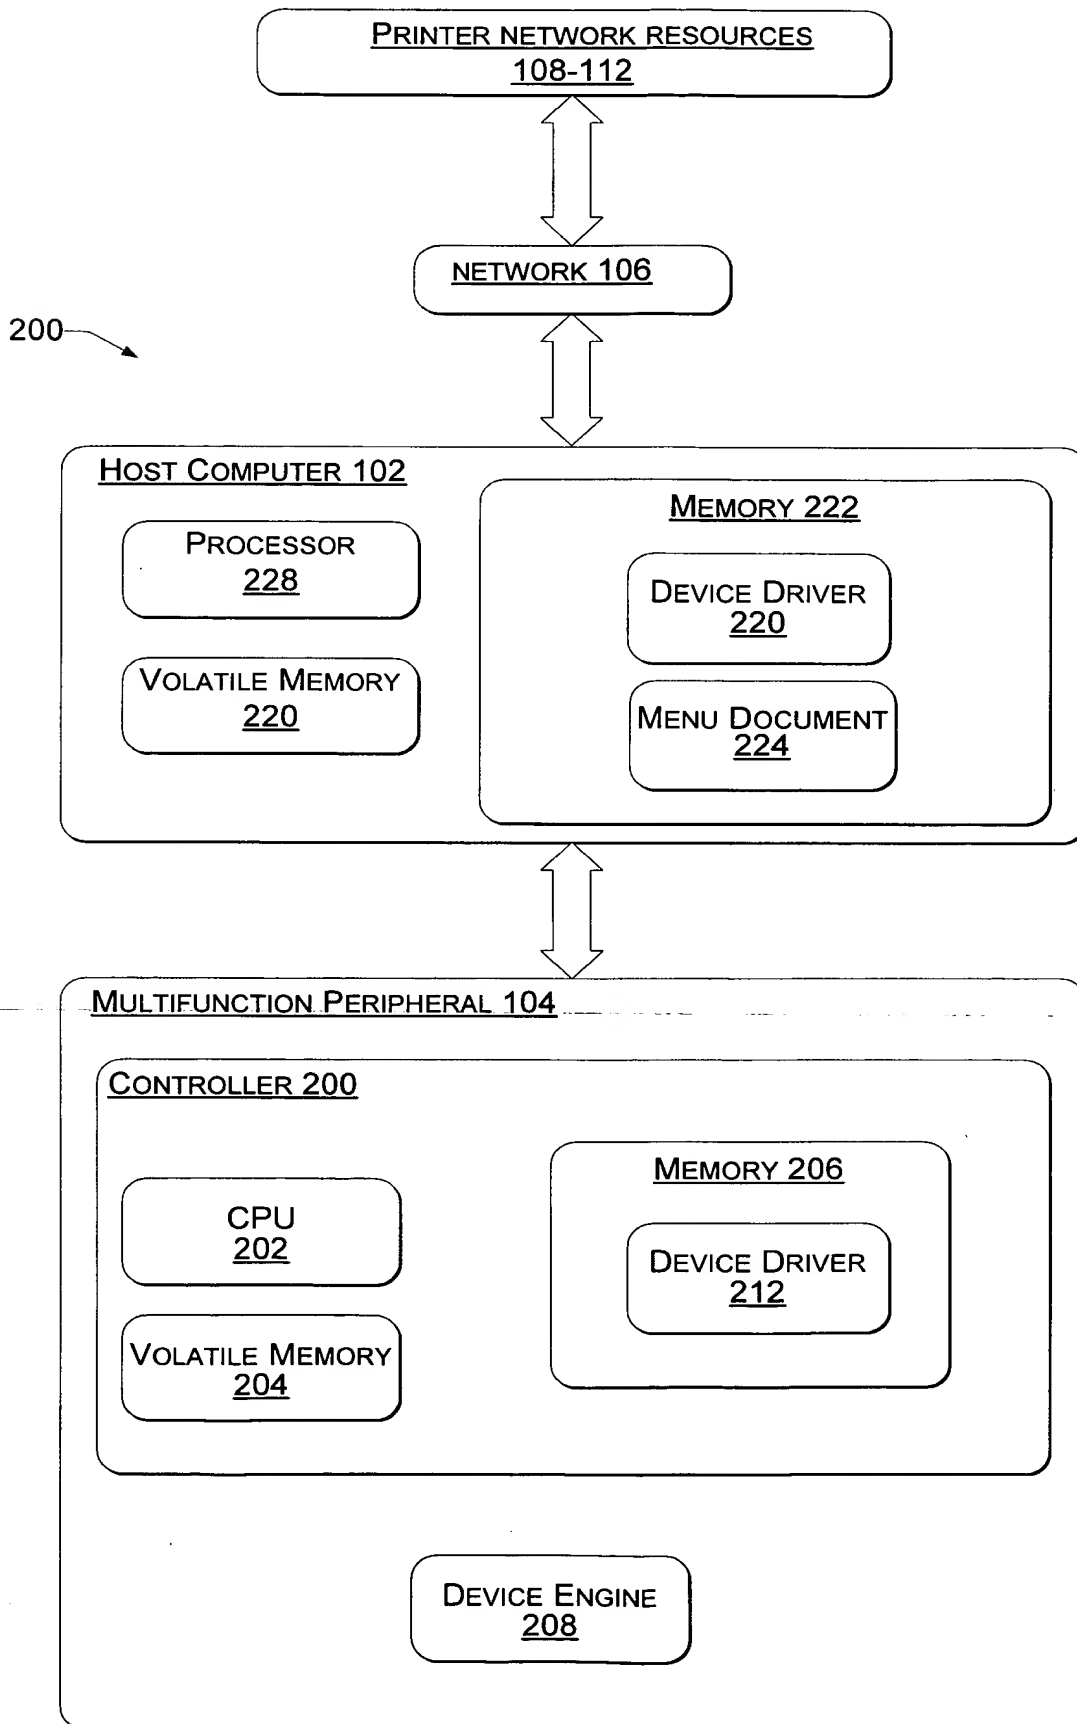 PRINTER NETWORK RESOURCES
108-112
NETWORK 106
200
HOST COMPUTER 102
PROCESSOR
228
VOLATILE MEMORY
220
MEMORY 222
DEVICE DRIVER
220
MENU DOCUMENT
224
MULTIFUNCTION PERIPHERAL 104
CONTROLLER 200
CPU
202
VOLATILE MEMORY
204
MEMORY 206
DEVICE DRIVER
212
DEVICE ENGINE
208